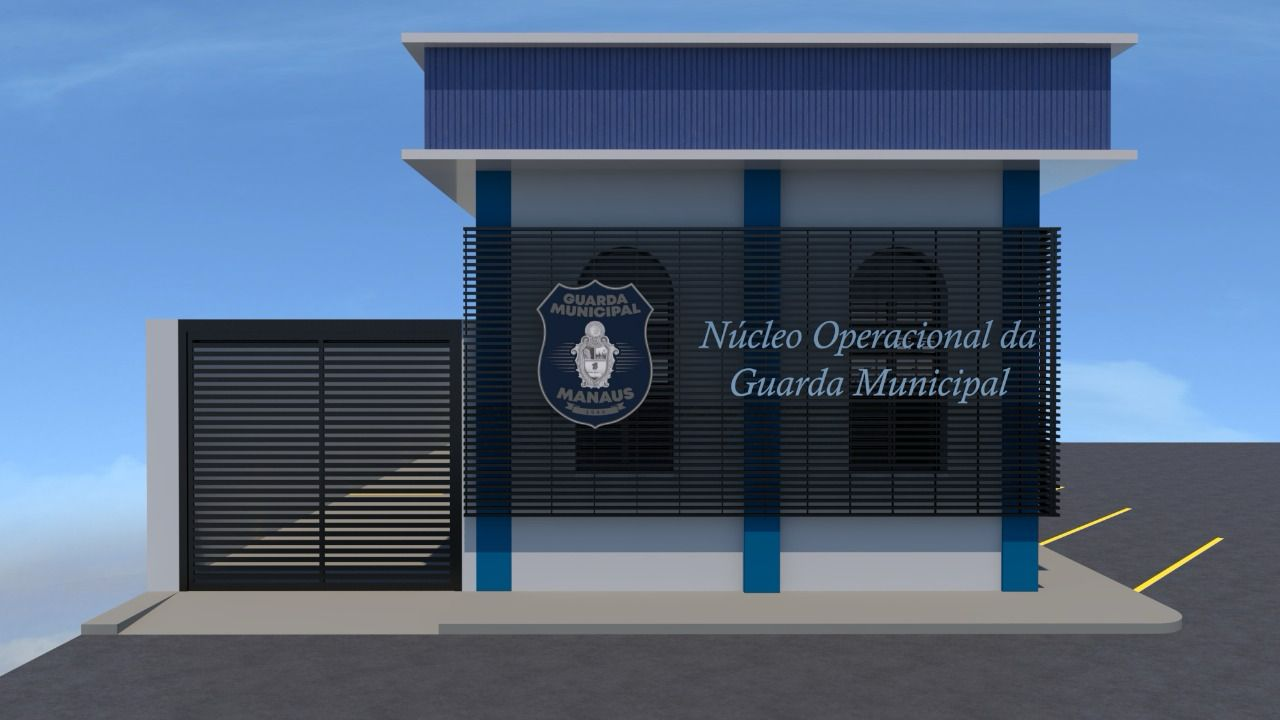 GUARDA
MUNICIPAL
MANAUS
Núcleo Operacional da
Guarda Municipal